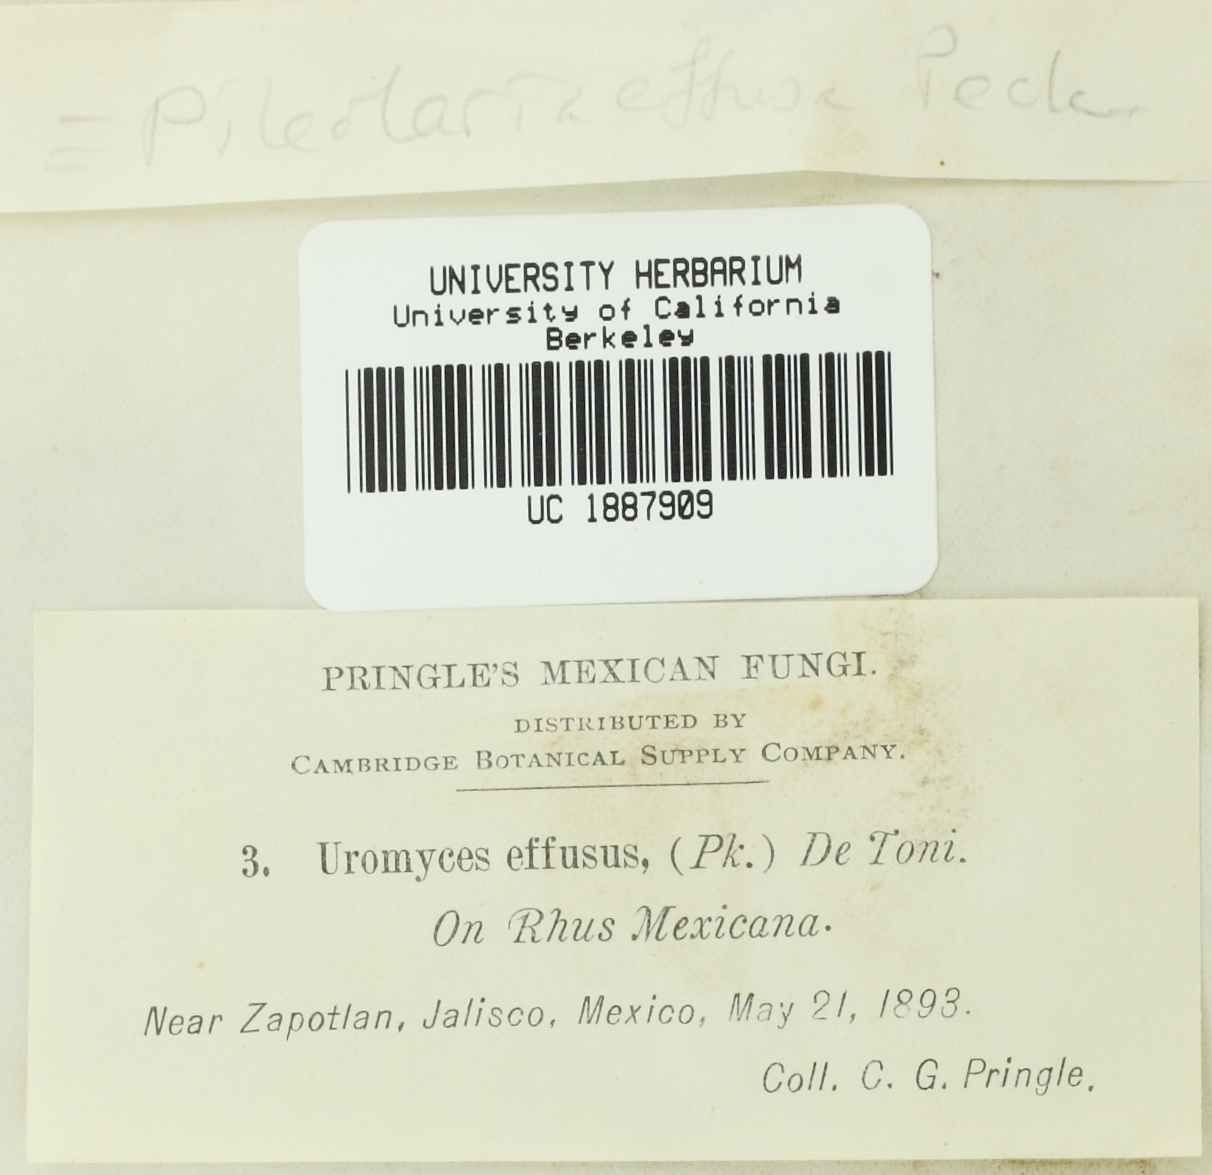 = Pileolaria effusa Peck
UNIVERSITY HERBARIUM
University of California
Berkeley
UC 1887909
PRINGLE'S MEXICAN FUNGI.
DISTRIBUTED BY
CAMBRIDGE BOTANICAL SUPPLY COMPANY.
3. Uromyces effusus, (Pk.) De Toni.
On Rhus Mexicana.
Near Zapotlan, Jalisco, Mexico, May 21, 1893.
Coll. C. G. Pringle.